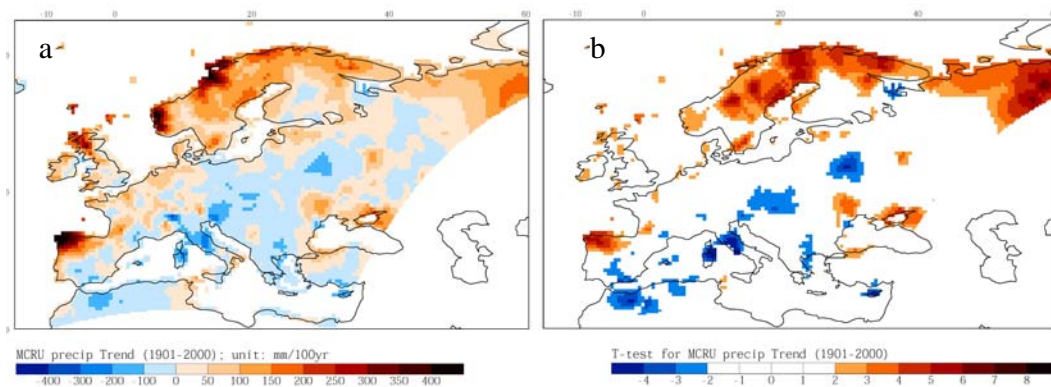 -10 0 20 40 60
-10 0 20 40
a
b
MCRU precip Trend (1901-2000); unit: mm/100yr
-400 -300 -200 -100 0 50 100 150 200 250 300 350 400
T-test for MCRU precip Trend (1901-2000)
-5 -4 -3 -2 -1 0 1 2 3 4 5 6 7 8